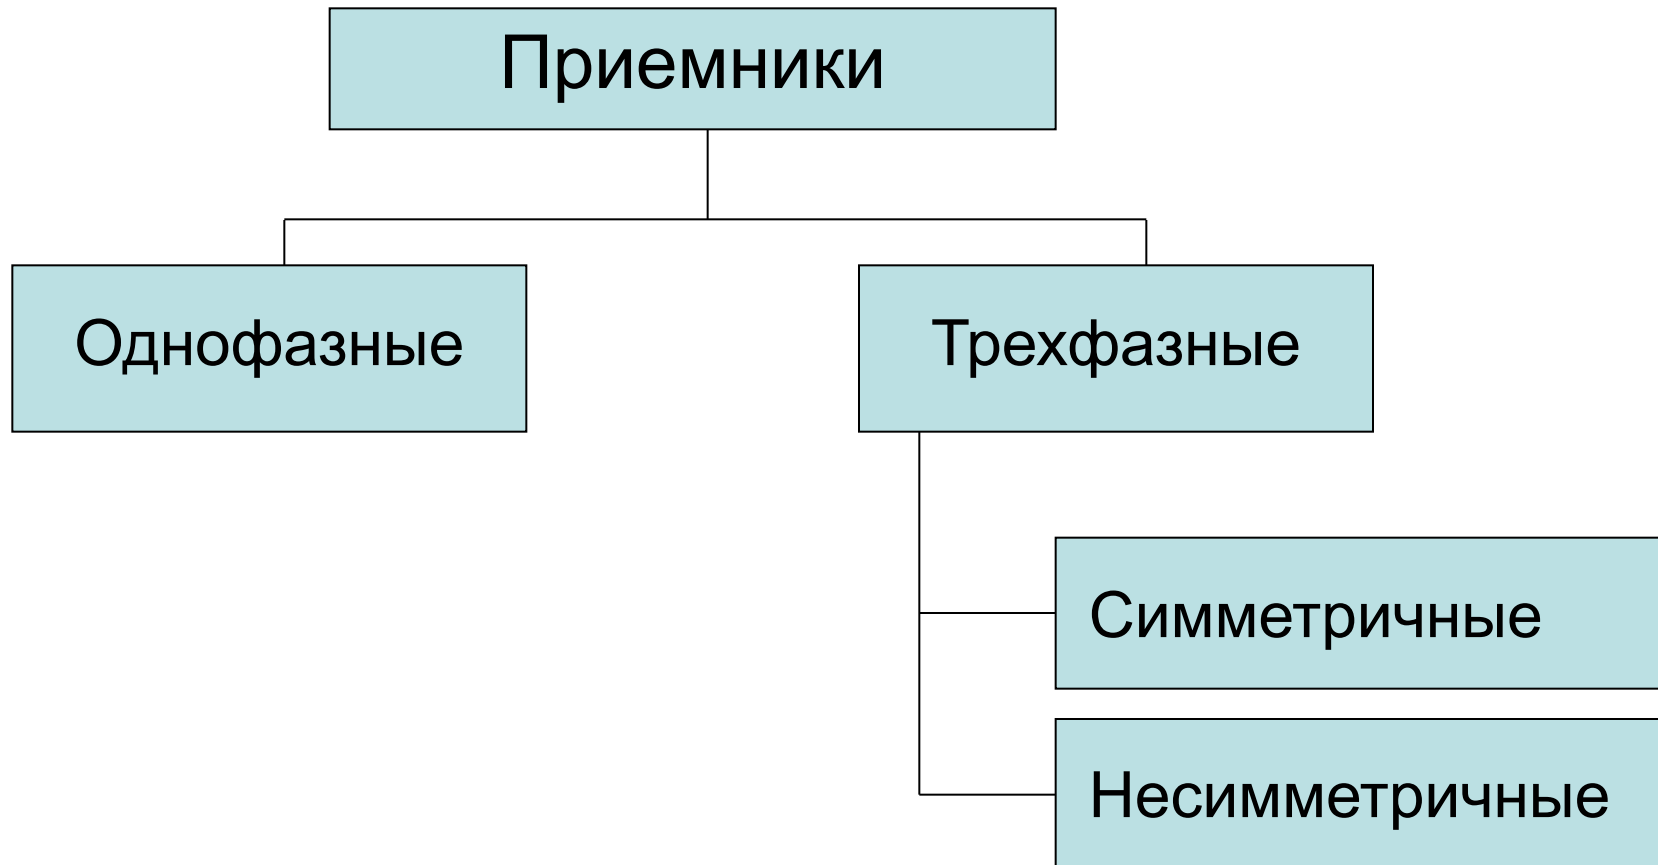 Приемники
Однофазные
Трехфазные
Симметричные
Несимметричные